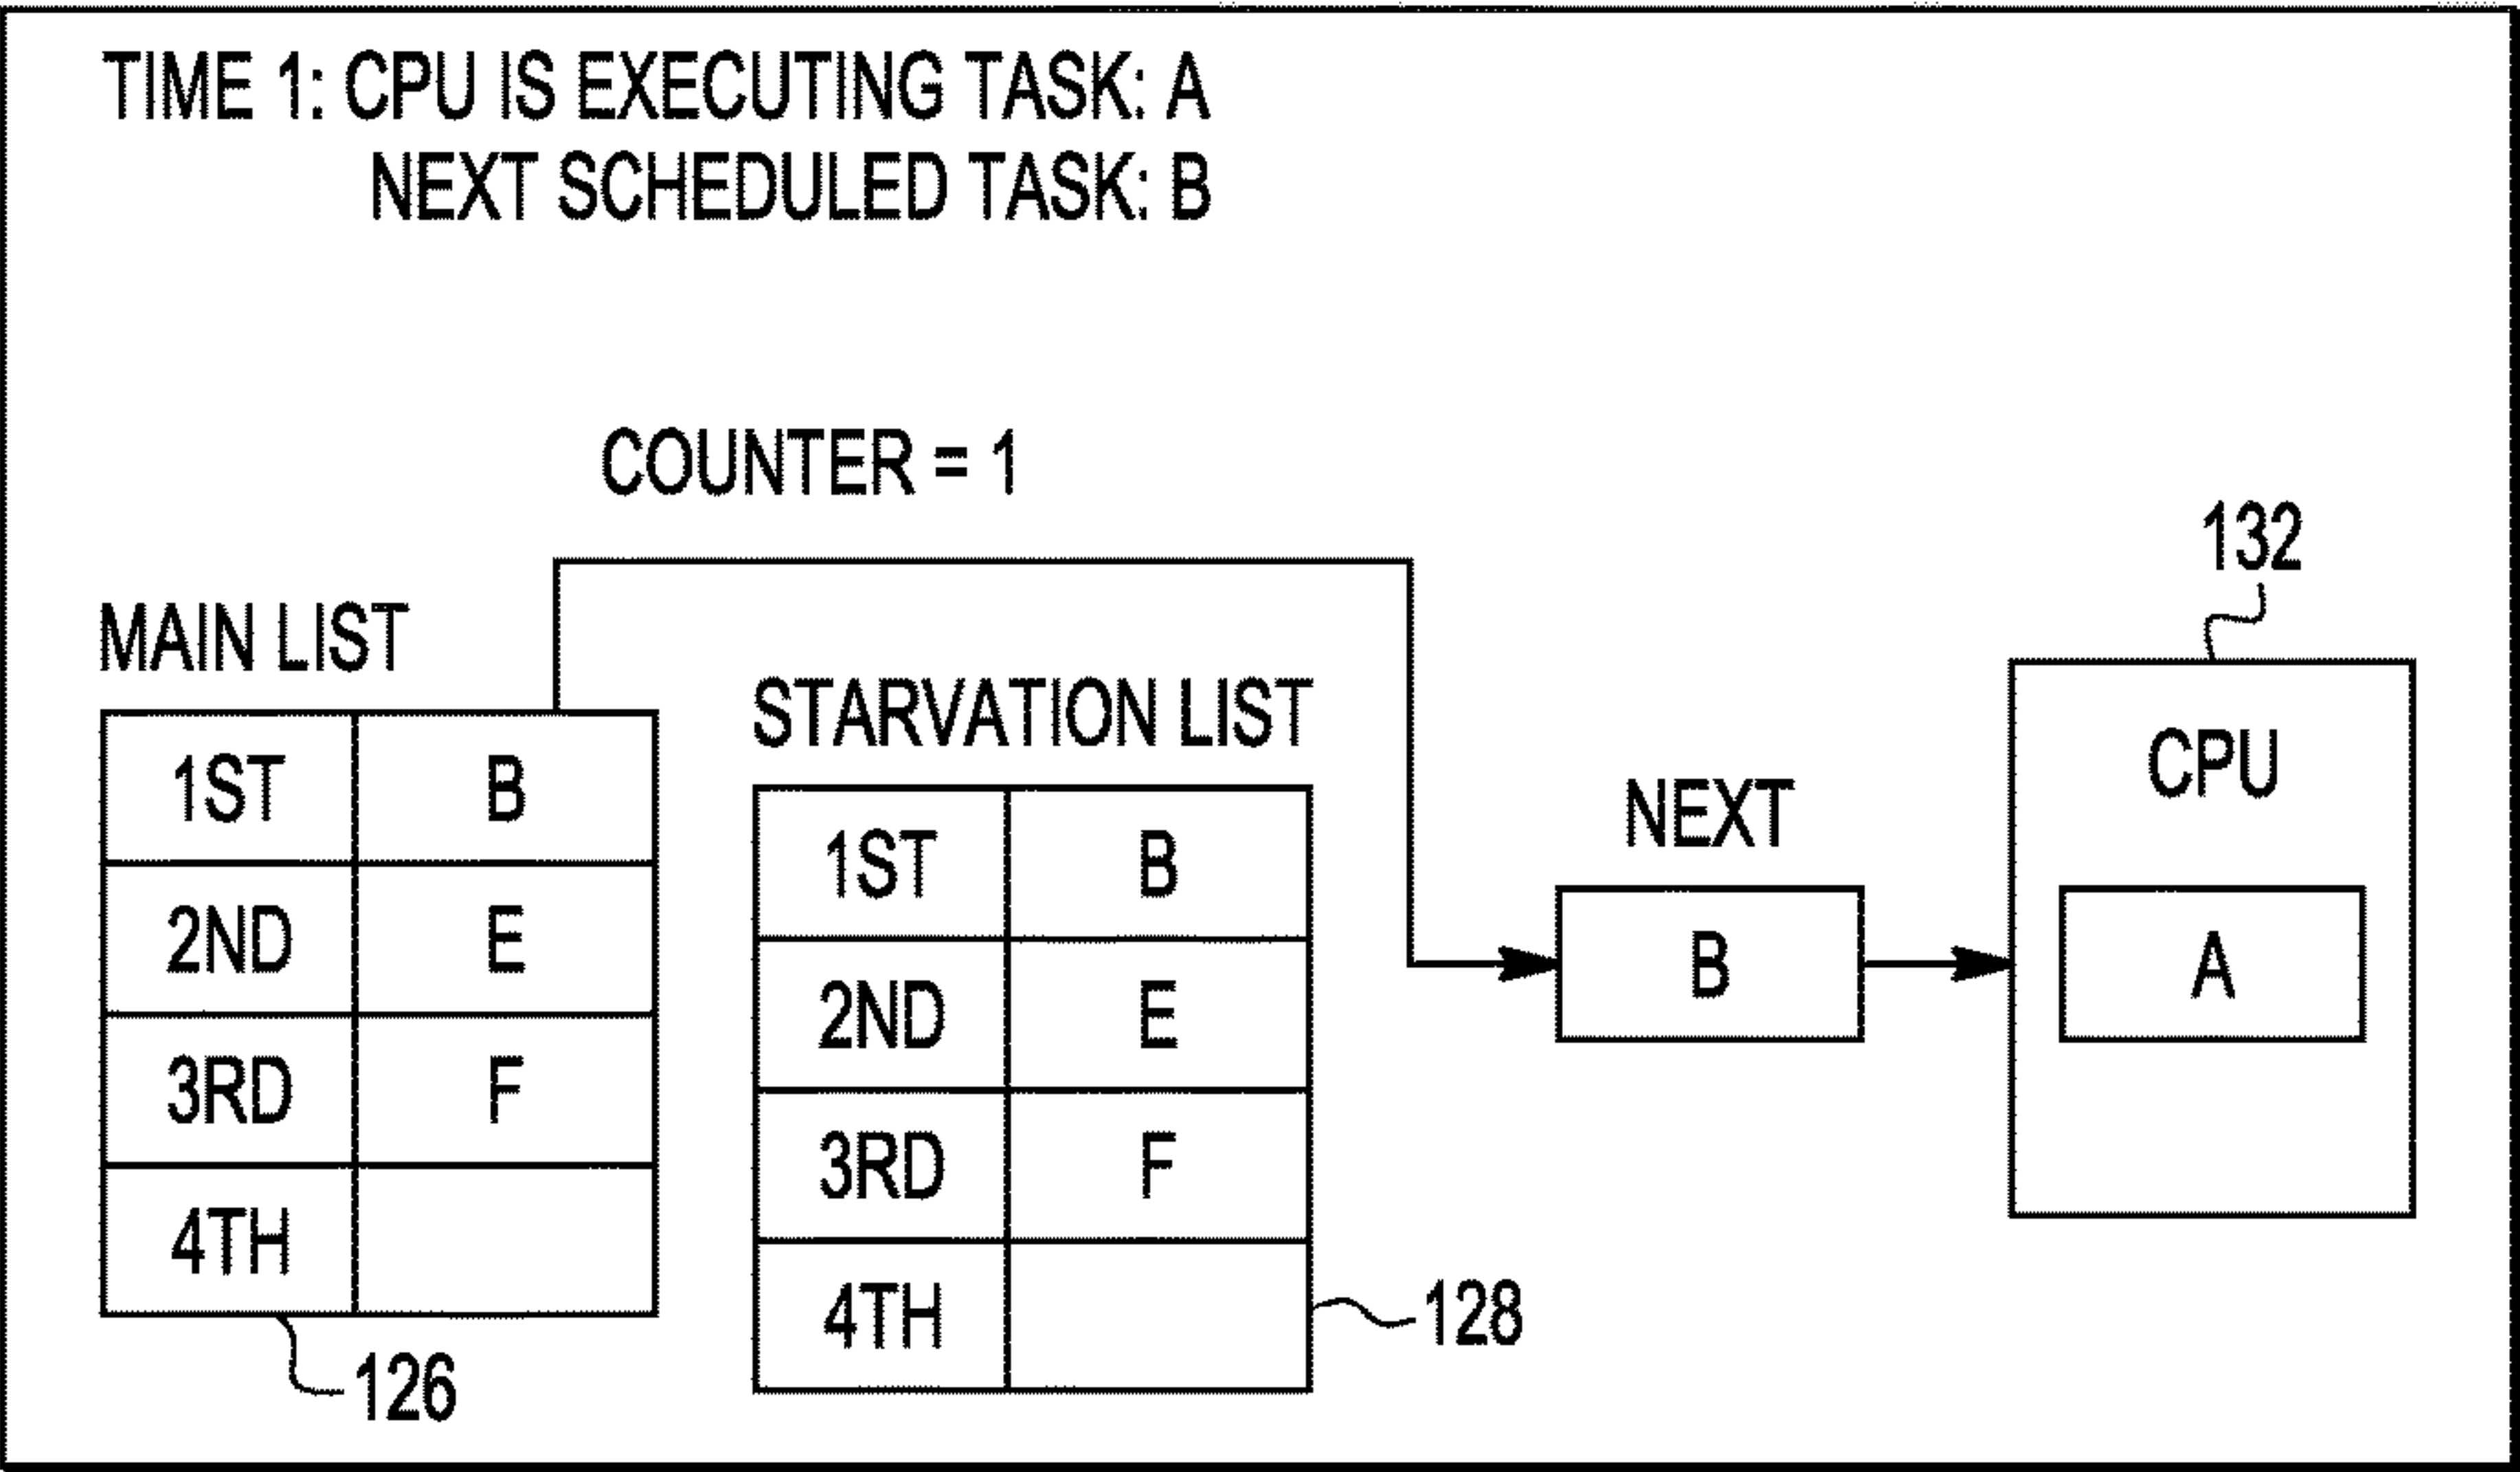 TIME 1: CPU IS EXECUTING TASK: A
NEXT SCHEDULED TASK: B
COUNTER = 1
132
MAIN LIST
1ST B
2ND E
3RD F
4TH
126
STARVATION LIST
1ST B
2ND E
3RD F
4TH
128
NEXT
B
CPU
A